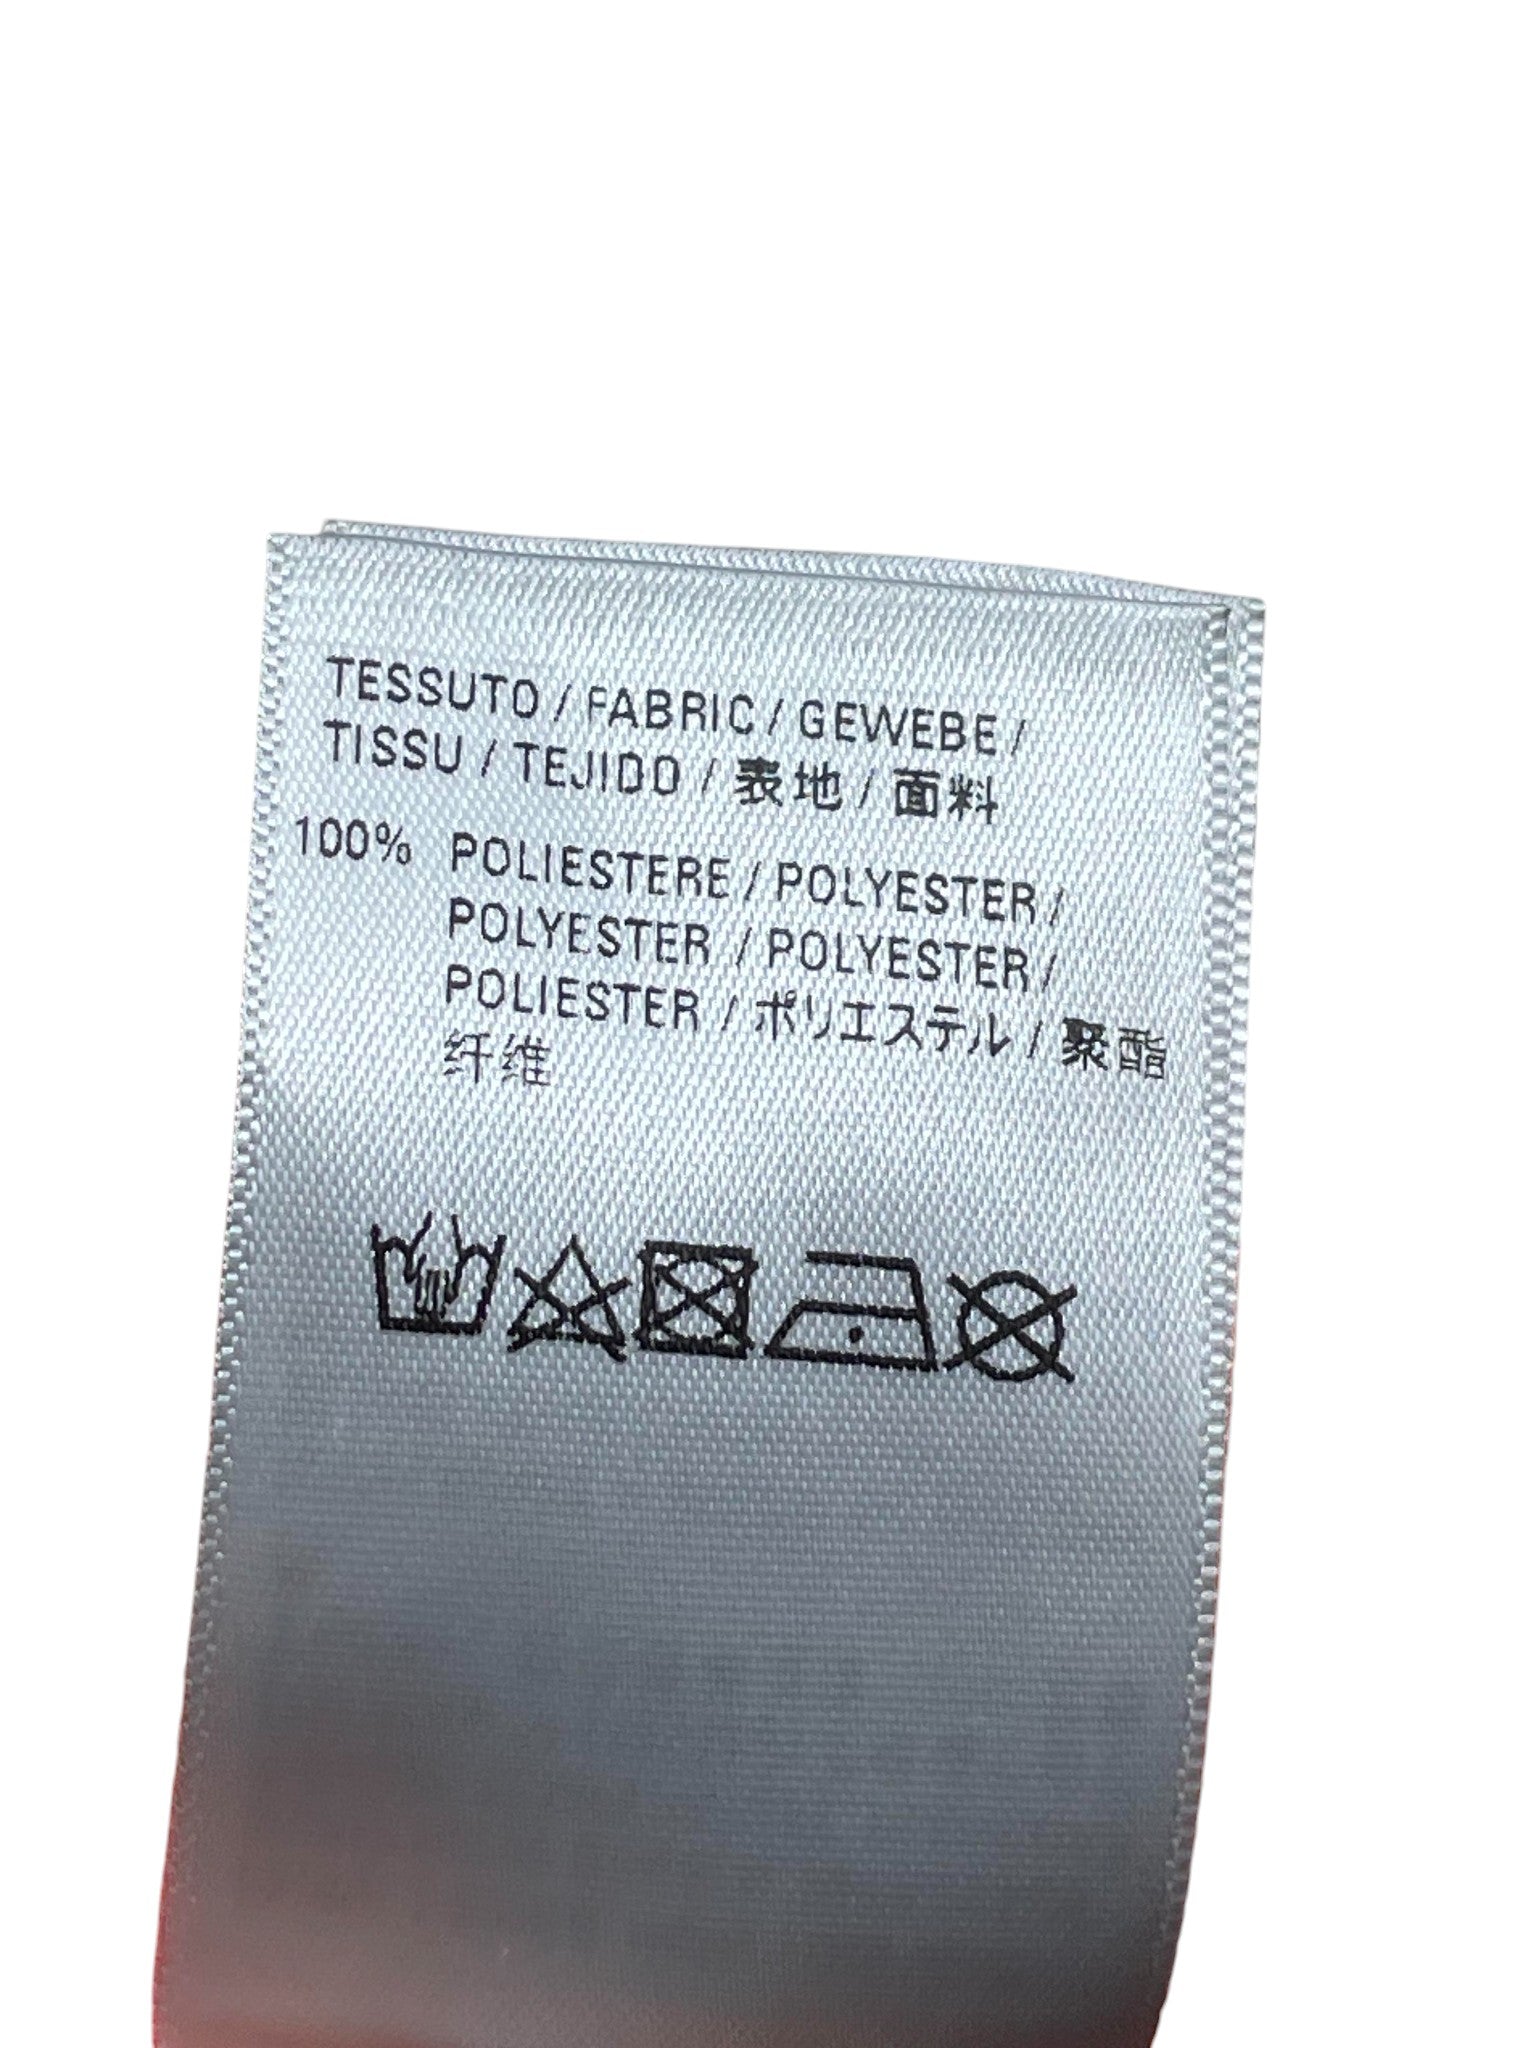 TESSUTO / FABRIC / GEWEBE /
TISSU / TEJIDO / 表地 / 面料
100% POLIESTERE / POLYESTER /
POLYESTER / POLYESTER /
POLIESTER / ポリエステル / 聚酯
纤维